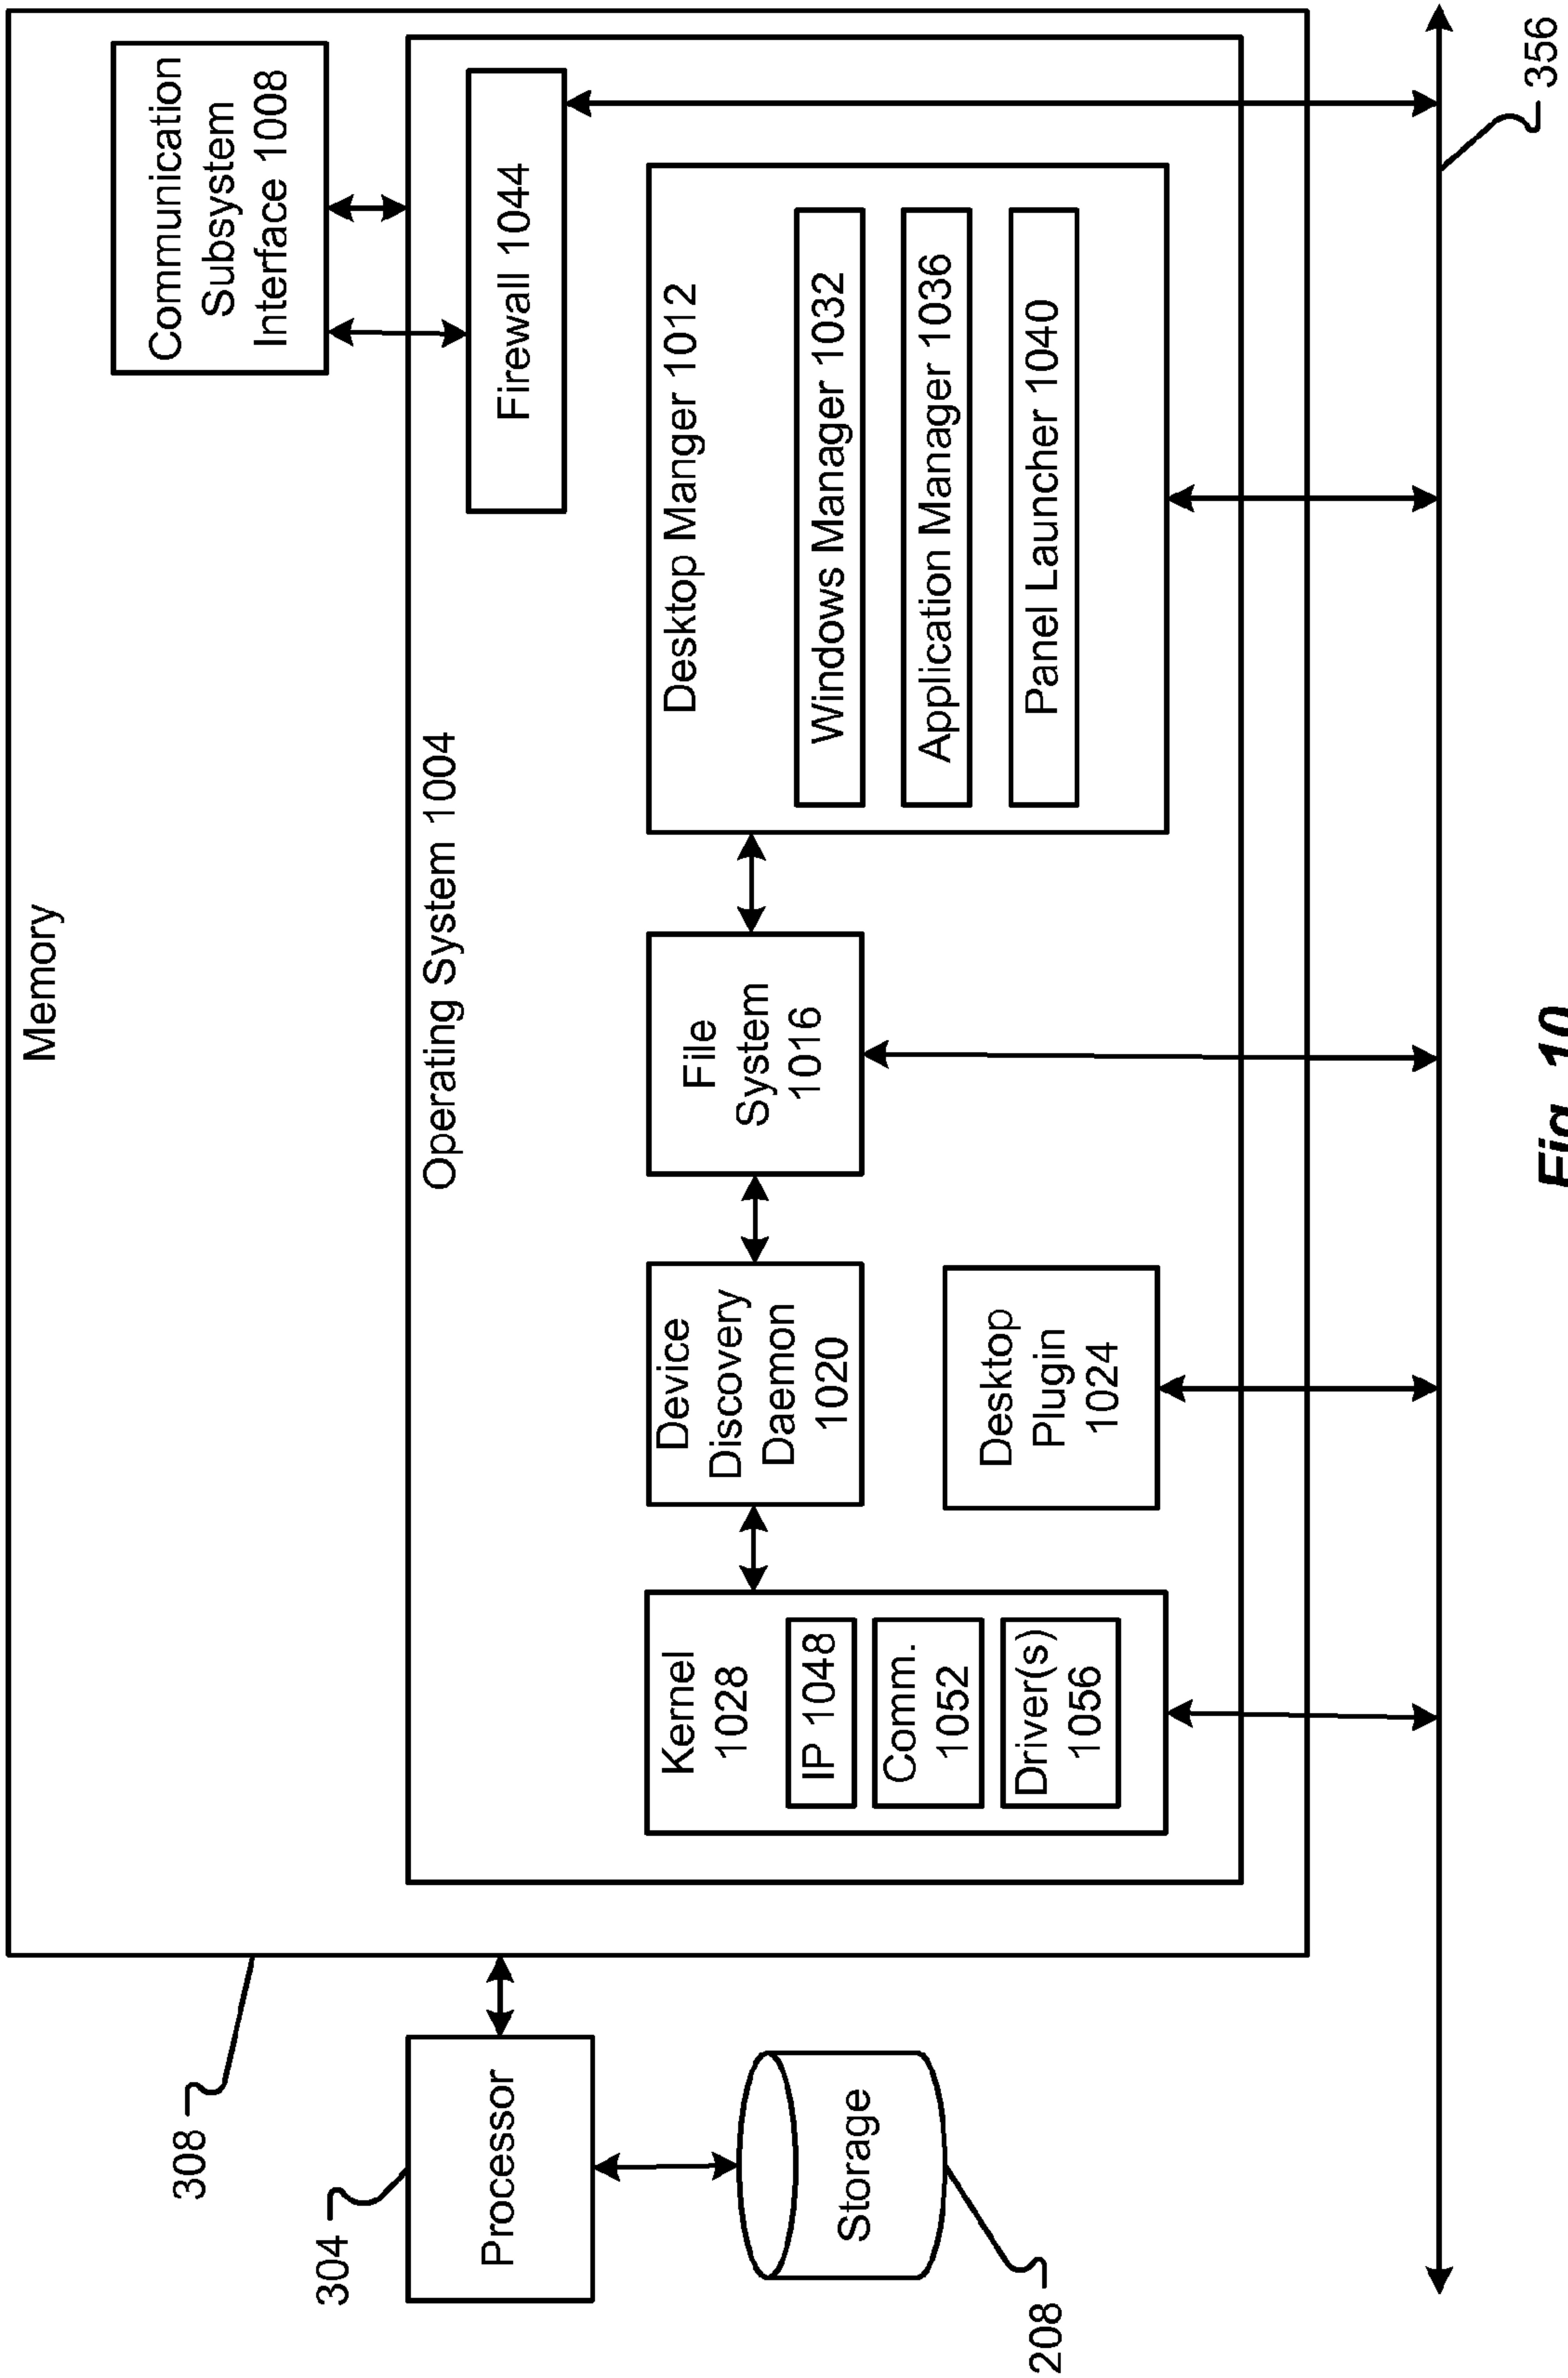 Memory
308
Communication
Subsystem
Interface 1008
Operating System 1004
Firewall 1044
304
Processor
Kernel
1028
IP 1048
Comm.
1052
Driver(s)
1056
Device
Discovery
Daemon
1020
File
System
1016
Desktop Manger 1012
Windows Manager 1032
Application Manager 1036
Panel Launcher 1040
Desktop
Plugin
1024
Storage
208
356
Fig. 10